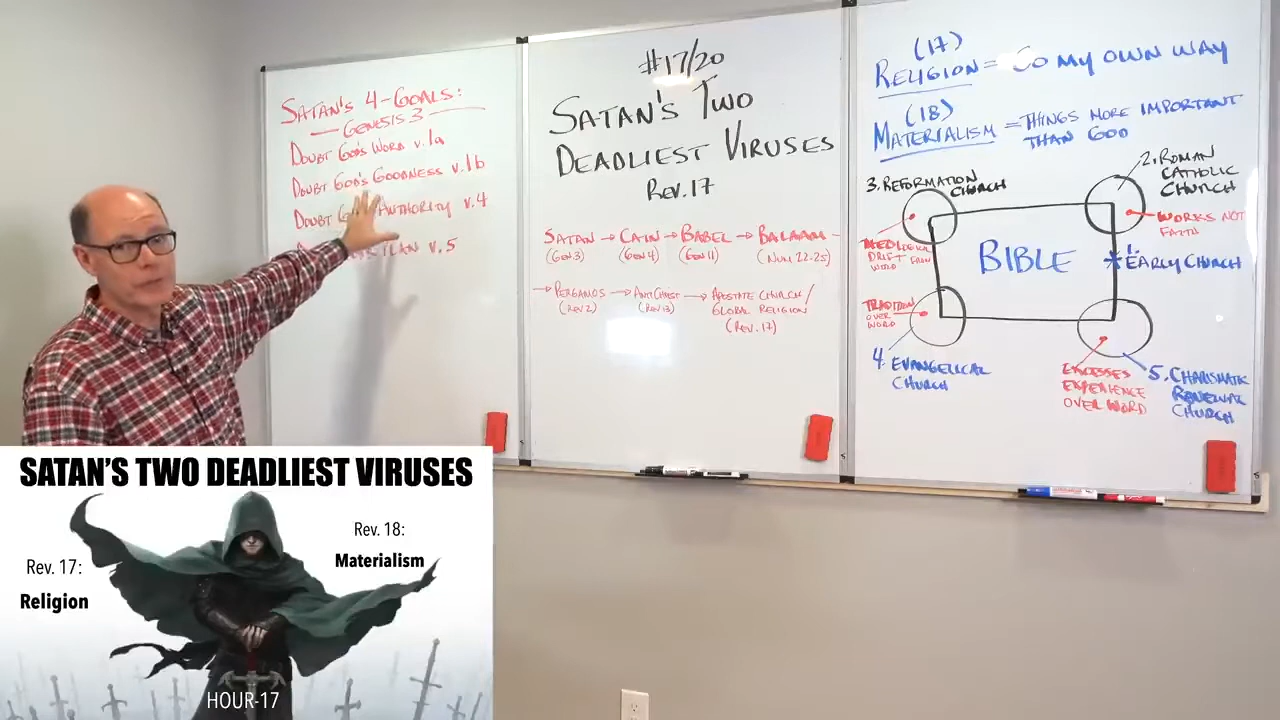 SATAN'S 4-GOALS:
GENESIS 3
DOUBT GOD'S WORD v.1a
DOUBT GOD'S GOODNESS v.1b
DOUBT AUTHORITY v.4
PLAN v.5
#17/20
SATAN'S TWO
DEADLIEST VIRUSES
REV. 17
SATAN → CAIN → BABEL → BALAAM
(GEN 3) (GEN 4) (GEN 11) (NUM 22-25)
→ PERGAMOS → ANTICHRIST → APOSTATE CHURCH/
(REV 2) (REV 13) GLOBAL RELIGION
(REV. 17)
(17)
RELIGION = GO MY OWN WAY
(18)
MATERIALISM = THINGS MORE IMPORTANT
THAN GOD
3. REFORMATION
CHURCH
2. ROMAN
CATHOLIC
CHURCH
WORKS NOT
FAITH
DRIFT FROM
WORD
BIBLE
1.
EARLY CHURCH
TRADITION
OVER
WORD
4. EVANGELICAL
CHURCH
EXCESSES
EXPERIENCE
OVER WORD
5. CHARISMATIC
RENEWAL
CHURCH
SATAN'S TWO DEADLIEST VIRUSES
Rev. 18:
Materialism
Rev. 17:
Religion
HOUR-17